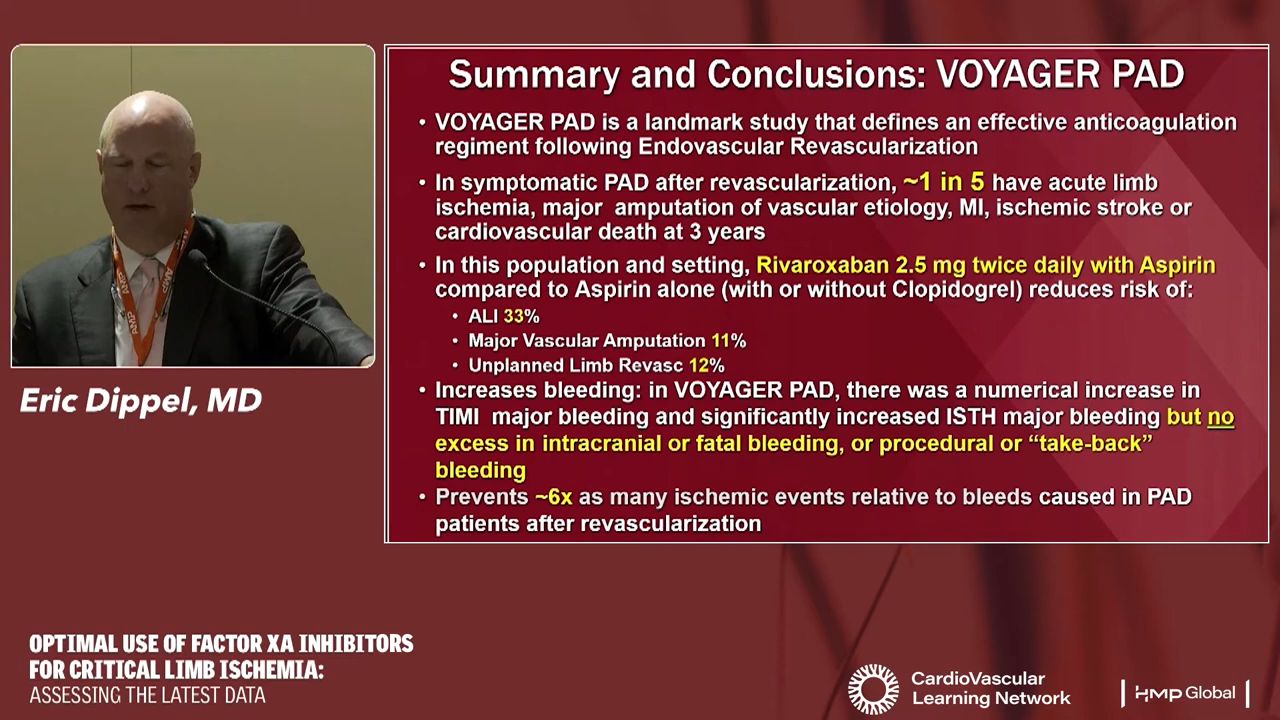 Summary and Conclusions: VOYAGER PAD
• VOYAGER PAD is a landmark study that defines an effective anticoagulation
regiment following Endovascular Revascularization
• In symptomatic PAD after revascularization, ~1 in 5 have acute limb
ischemia, major amputation of vascular etiology, MI, ischemic stroke or
cardiovascular death at 3 years
• In this population and setting, Rivaroxaban 2.5 mg twice daily with Aspirin
compared to Aspirin alone (with or without Clopidogrel) reduces risk of:
• ALI 33%
• Major Vascular Amputation 11%
• Unplanned Limb Revasc 12%
• Increases bleeding: in VOYAGER PAD, there was a numerical increase in
TIMI major bleeding and significantly increased ISTH major bleeding but no
excess in intracranial or fatal bleeding, or procedural or “take-back”
bleeding
• Prevents ~6x as many ischemic events relative to bleeds caused in PAD
patients after revascularization
Eric Dippel, MD
OPTIMAL USE OF FACTOR XA INHIBITORS
FOR CRITICAL LIMB ISCHEMIA:
ASSESSING THE LATEST DATA
CardioVascular
Learning Network
HMP Global